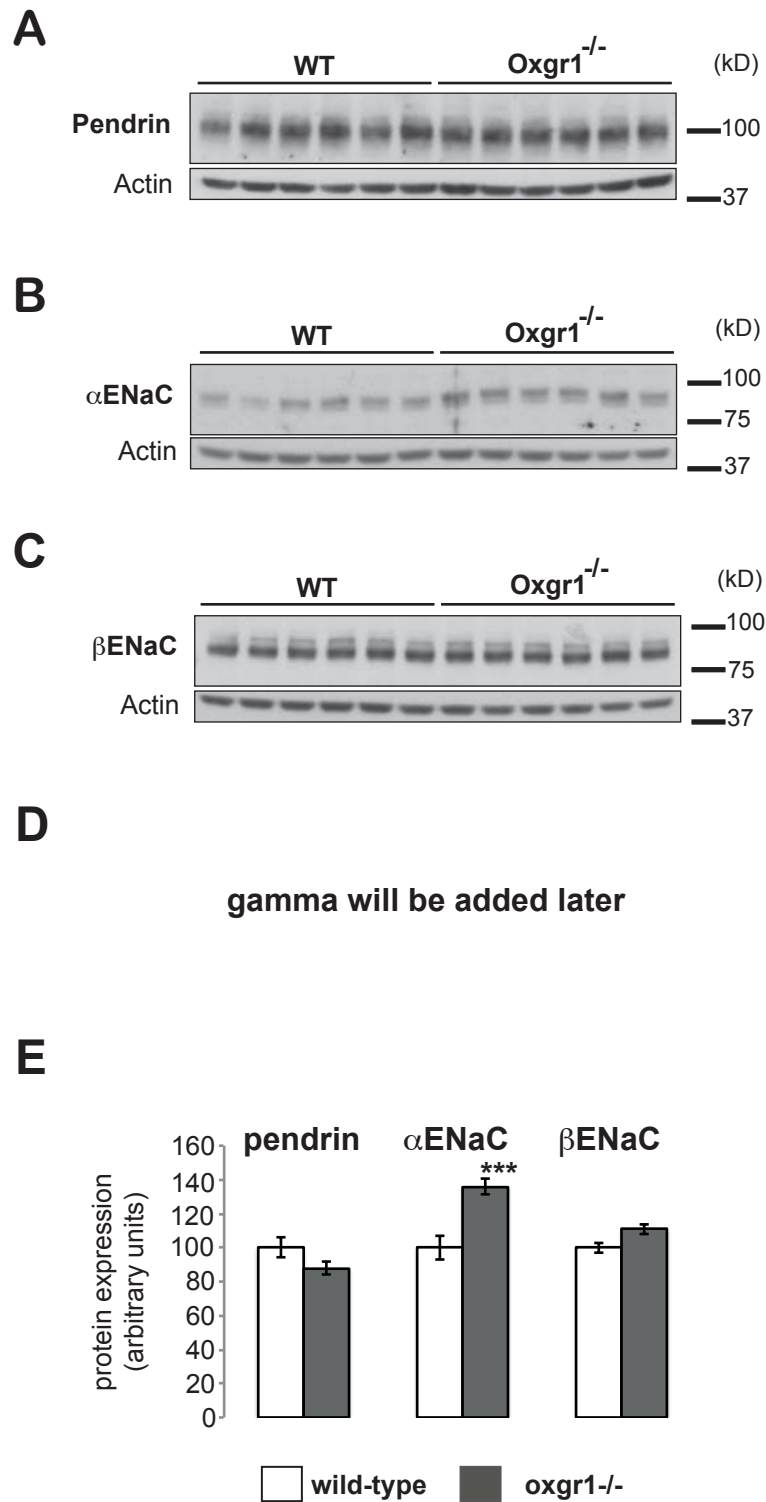 A
WT Oxgr1-/- (kD)
Pendrin 100
Actin 37
B
WT Oxgr1-/- (kD)
αENaC 100
75
Actin 37
C
WT Oxgr1-/- (kD)
βENaC 100
75
Actin 37
D
gamma will be added later
E
pendrin αENaC βENaC
***
160
140
120
100
80
60
40
20
0
protein expression
(arbitrary units)
wild-type oxgr1-/-